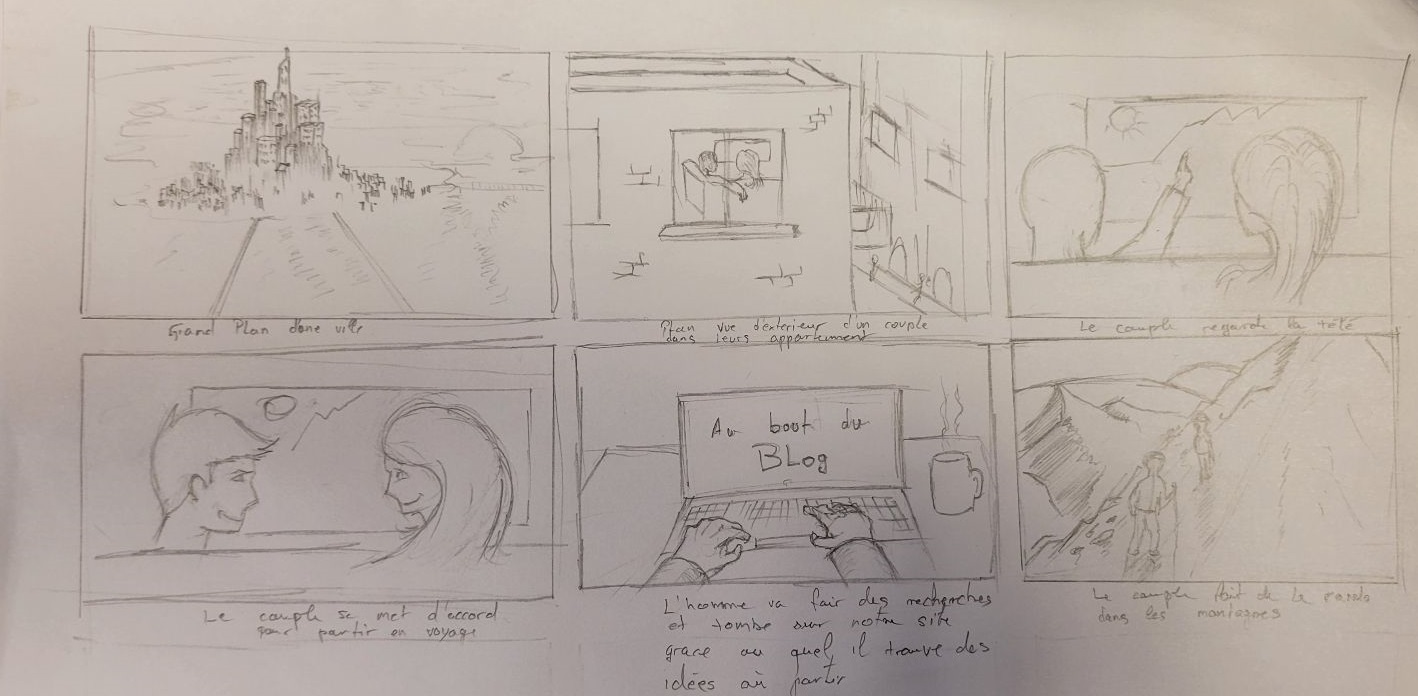 Grand Plan d'une ville
Plan vue d'exterieur d'un couple
dans leurs appartement
Le couple regarde la télé
Le couple se met d'accord
pour partir en voyage
Au bout du
BLog
L'homme va fair des recherches
et tombe sur notre site
grace au quel il trouve des
idées où partir
Le couple fait de la rando
dans les montagnes